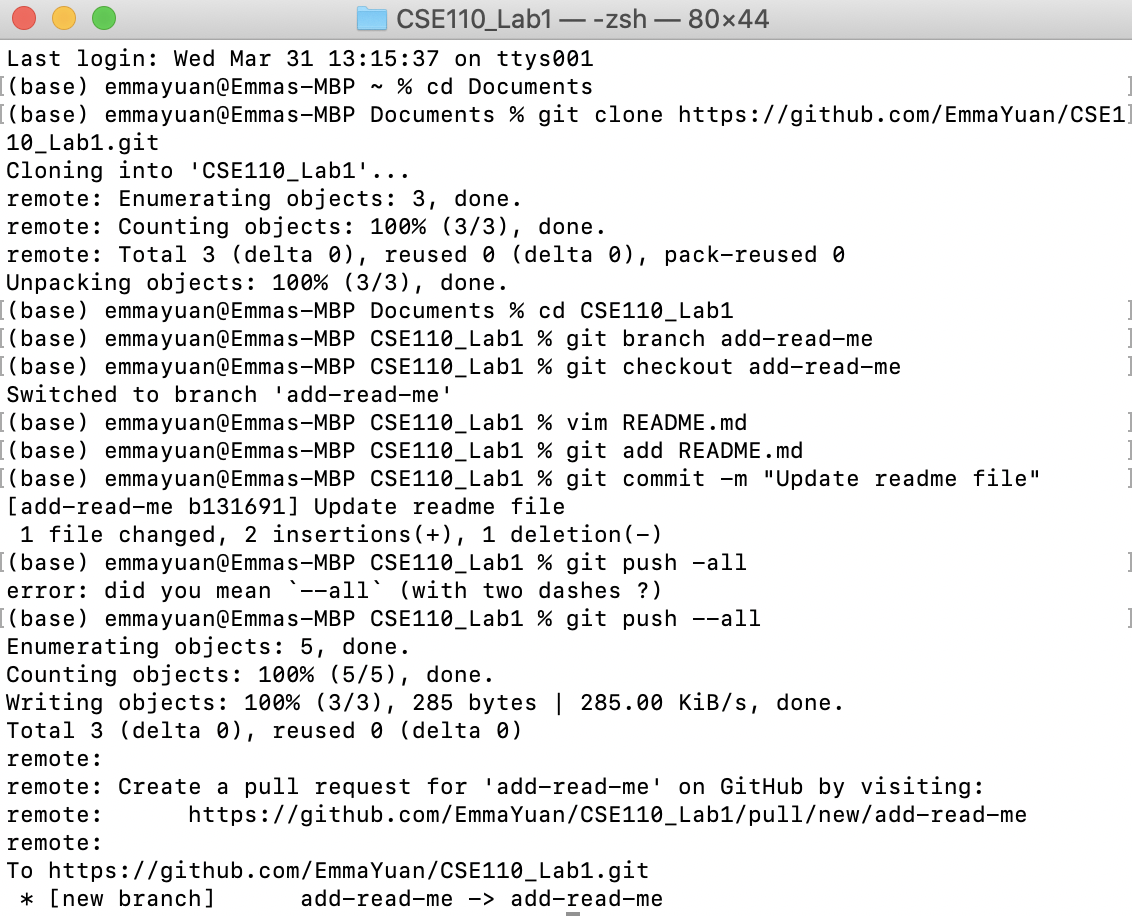 CSE110_Lab1 — -zsh — 80×44
Last login: Wed Mar 31 13:15:37 on ttys001
[(base) emmayuan@Emmas-MBP ~ % cd Documents ]
[(base) emmayuan@Emmas-MBP Documents % git clone https://github.com/EmmaYuan/CSE1]
10_Lab1.git
Cloning into 'CSE110_Lab1'...
remote: Enumerating objects: 3, done.
remote: Counting objects: 100% (3/3), done.
remote: Total 3 (delta 0), reused 0 (delta 0), pack-reused 0
Unpacking objects: 100% (3/3), done.
[(base) emmayuan@Emmas-MBP Documents % cd CSE110_Lab1 ]
[(base) emmayuan@Emmas-MBP CSE110_Lab1 % git branch add-read-me ]
[(base) emmayuan@Emmas-MBP CSE110_Lab1 % git checkout add-read-me ]
Switched to branch 'add-read-me'
[(base) emmayuan@Emmas-MBP CSE110_Lab1 % vim README.md ]
[(base) emmayuan@Emmas-MBP CSE110_Lab1 % git add README.md ]
[(base) emmayuan@Emmas-MBP CSE110_Lab1 % git commit -m "Update readme file" ]
[add-read-me b131691] Update readme file
 1 file changed, 2 insertions(+), 1 deletion(-)
[(base) emmayuan@Emmas-MBP CSE110_Lab1 % git push -all ]
error: did you mean `--all` (with two dashes ?)
[(base) emmayuan@Emmas-MBP CSE110_Lab1 % git push --all ]
Enumerating objects: 5, done.
Counting objects: 100% (5/5), done.
Writing objects: 100% (3/3), 285 bytes | 285.00 KiB/s, done.
Total 3 (delta 0), reused 0 (delta 0)
remote:
remote: Create a pull request for 'add-read-me' on GitHub by visiting:
remote:      https://github.com/EmmaYuan/CSE110_Lab1/pull/new/add-read-me
remote:
To https://github.com/EmmaYuan/CSE110_Lab1.git
 * [new branch]      add-read-me -> add-read-me